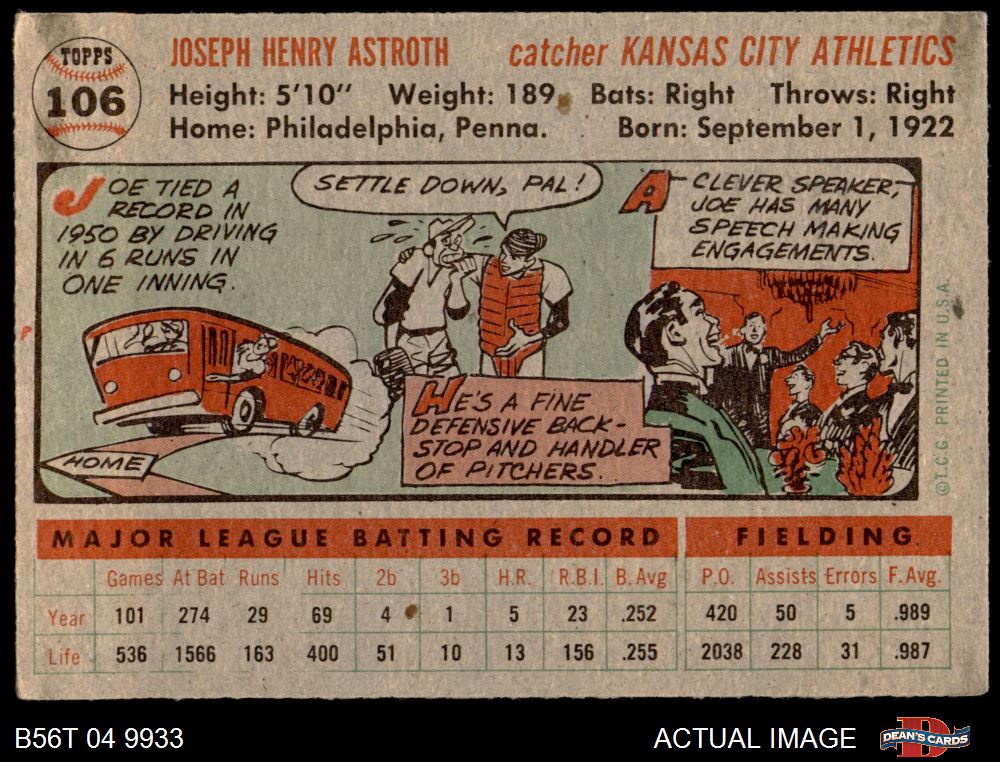 TOPPS
106
JOSEPH HENRY ASTROTH catcher KANSAS CITY ATHLETICS
Height: 5'10" Weight: 189 Bats: Right Throws: Right
Home: Philadelphia, Penna. Born: September 1, 1922
JOE TIED A
RECORD IN
1950 BY DRIVING
IN 6 RUNS IN
ONE INNING.
HOME
SETTLE DOWN, PAL!
HE'S A FINE
DEFENSIVE BACK-
STOP AND HANDLER
OF PITCHERS.
A CLEVER SPEAKER,
JOE HAS MANY
SPEECH MAKING
ENGAGEMENTS.
©T.C.G. PRINTED IN U.S.A.
MAJOR LEAGUE BATTING RECORD FIELDING
Games At Bat Runs Hits 2b 3b H.R. R.B.I. B. Avg P.O. Assists Errors F. Avg.
Year 101 274 29 69 4 1 5 23 .252 420 50 5 .989
Life 536 1566 163 400 51 10 13 156 .255 2038 228 31 .987
B56T 04 9933 ACTUAL IMAGE
D
DEAN'S CARDS